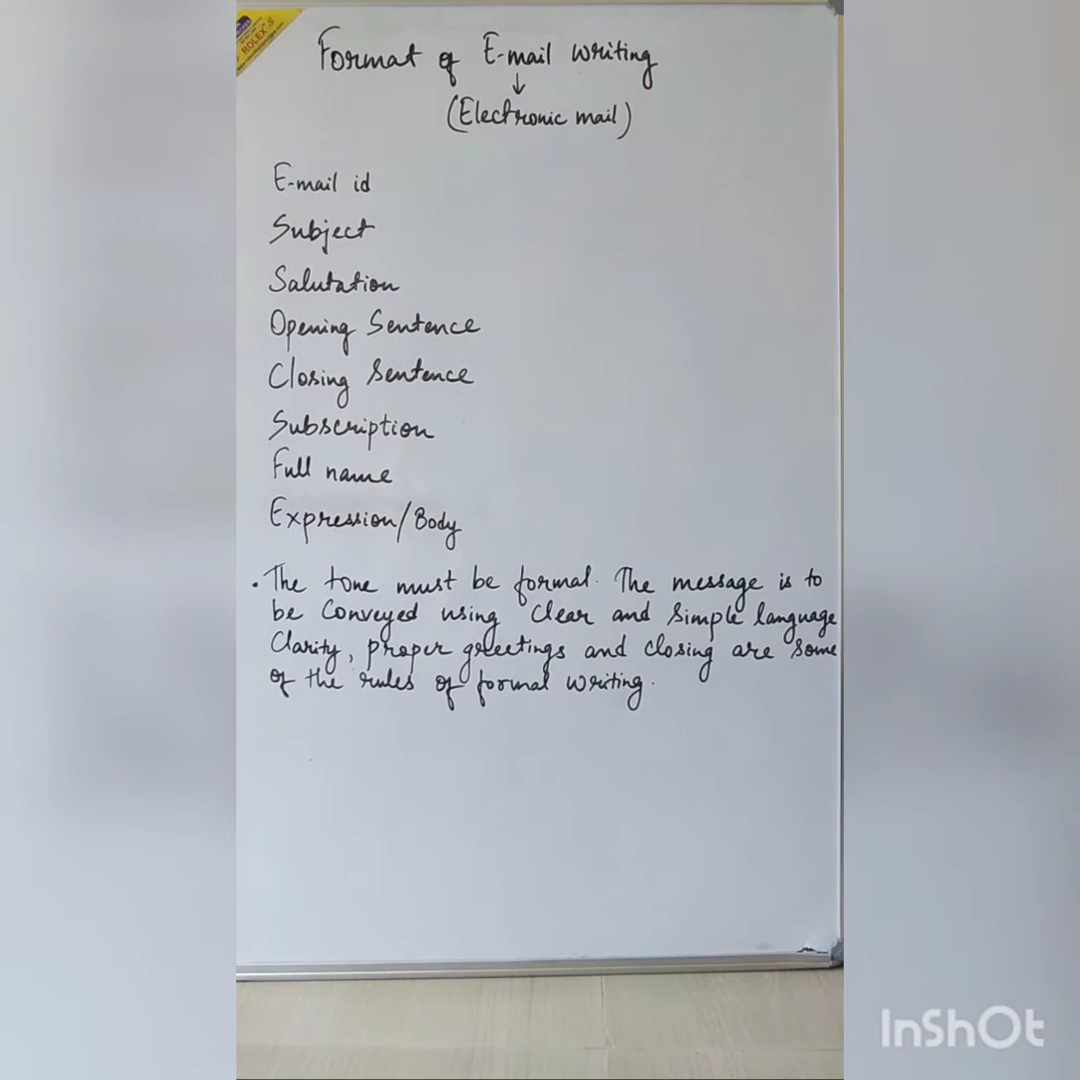 ROLEX
Format of E-mail writing
↓
(Electronic mail)
E-mail id
Subject
Salutation
Opening Sentence
Closing Sentence
Subscription
Full name
Expression/Body
• The tone must be formal. The message is to
be conveyed using clear and simple language
Clarity, proper greetings and closing are some
of the rules of formal writing.
InShOt